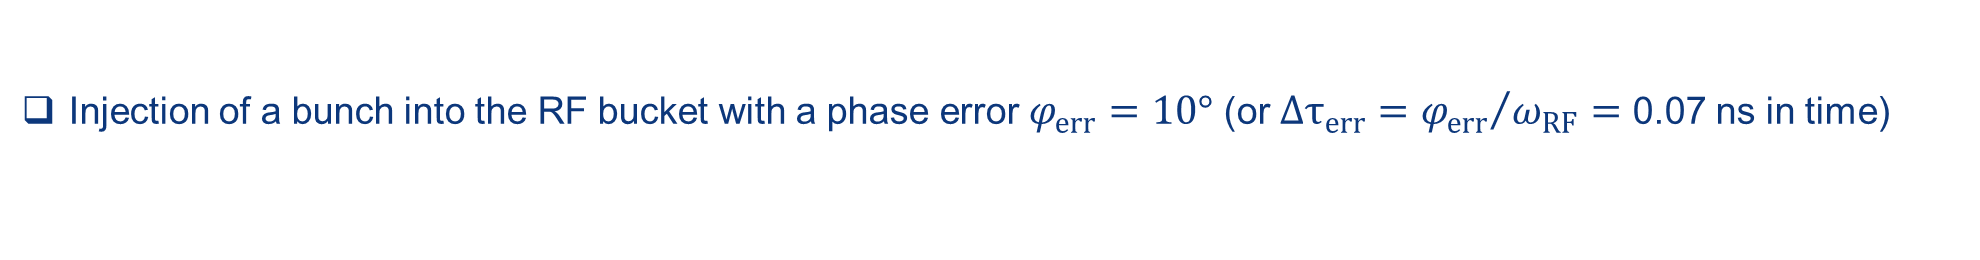 ❑ Injection of a bunch into the RF bucket with a phase error φ_err = 10° (or Δτ_err = φ_err/ω_RF = 0.07 ns in time)